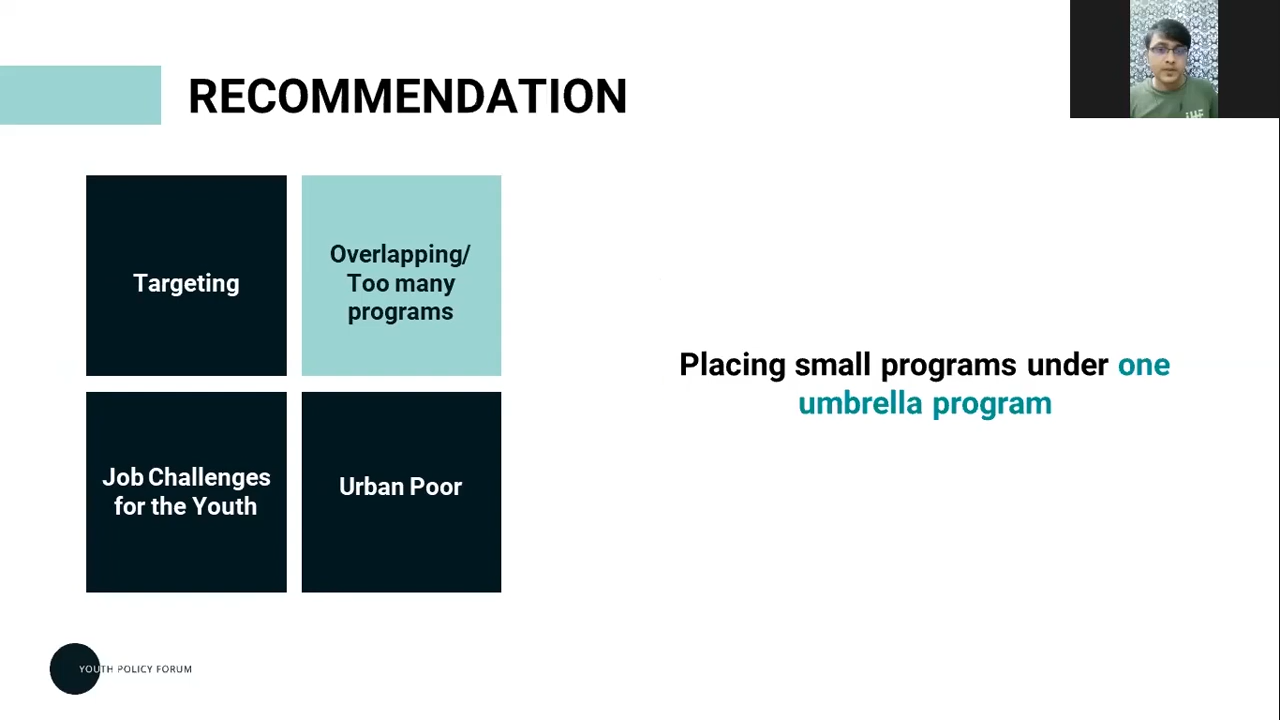 RECOMMENDATION
Targeting
Overlapping/
Too many
programs
Job Challenges
for the Youth
Urban Poor
Placing small programs under one
umbrella program
YOUTH POLICY FORUM